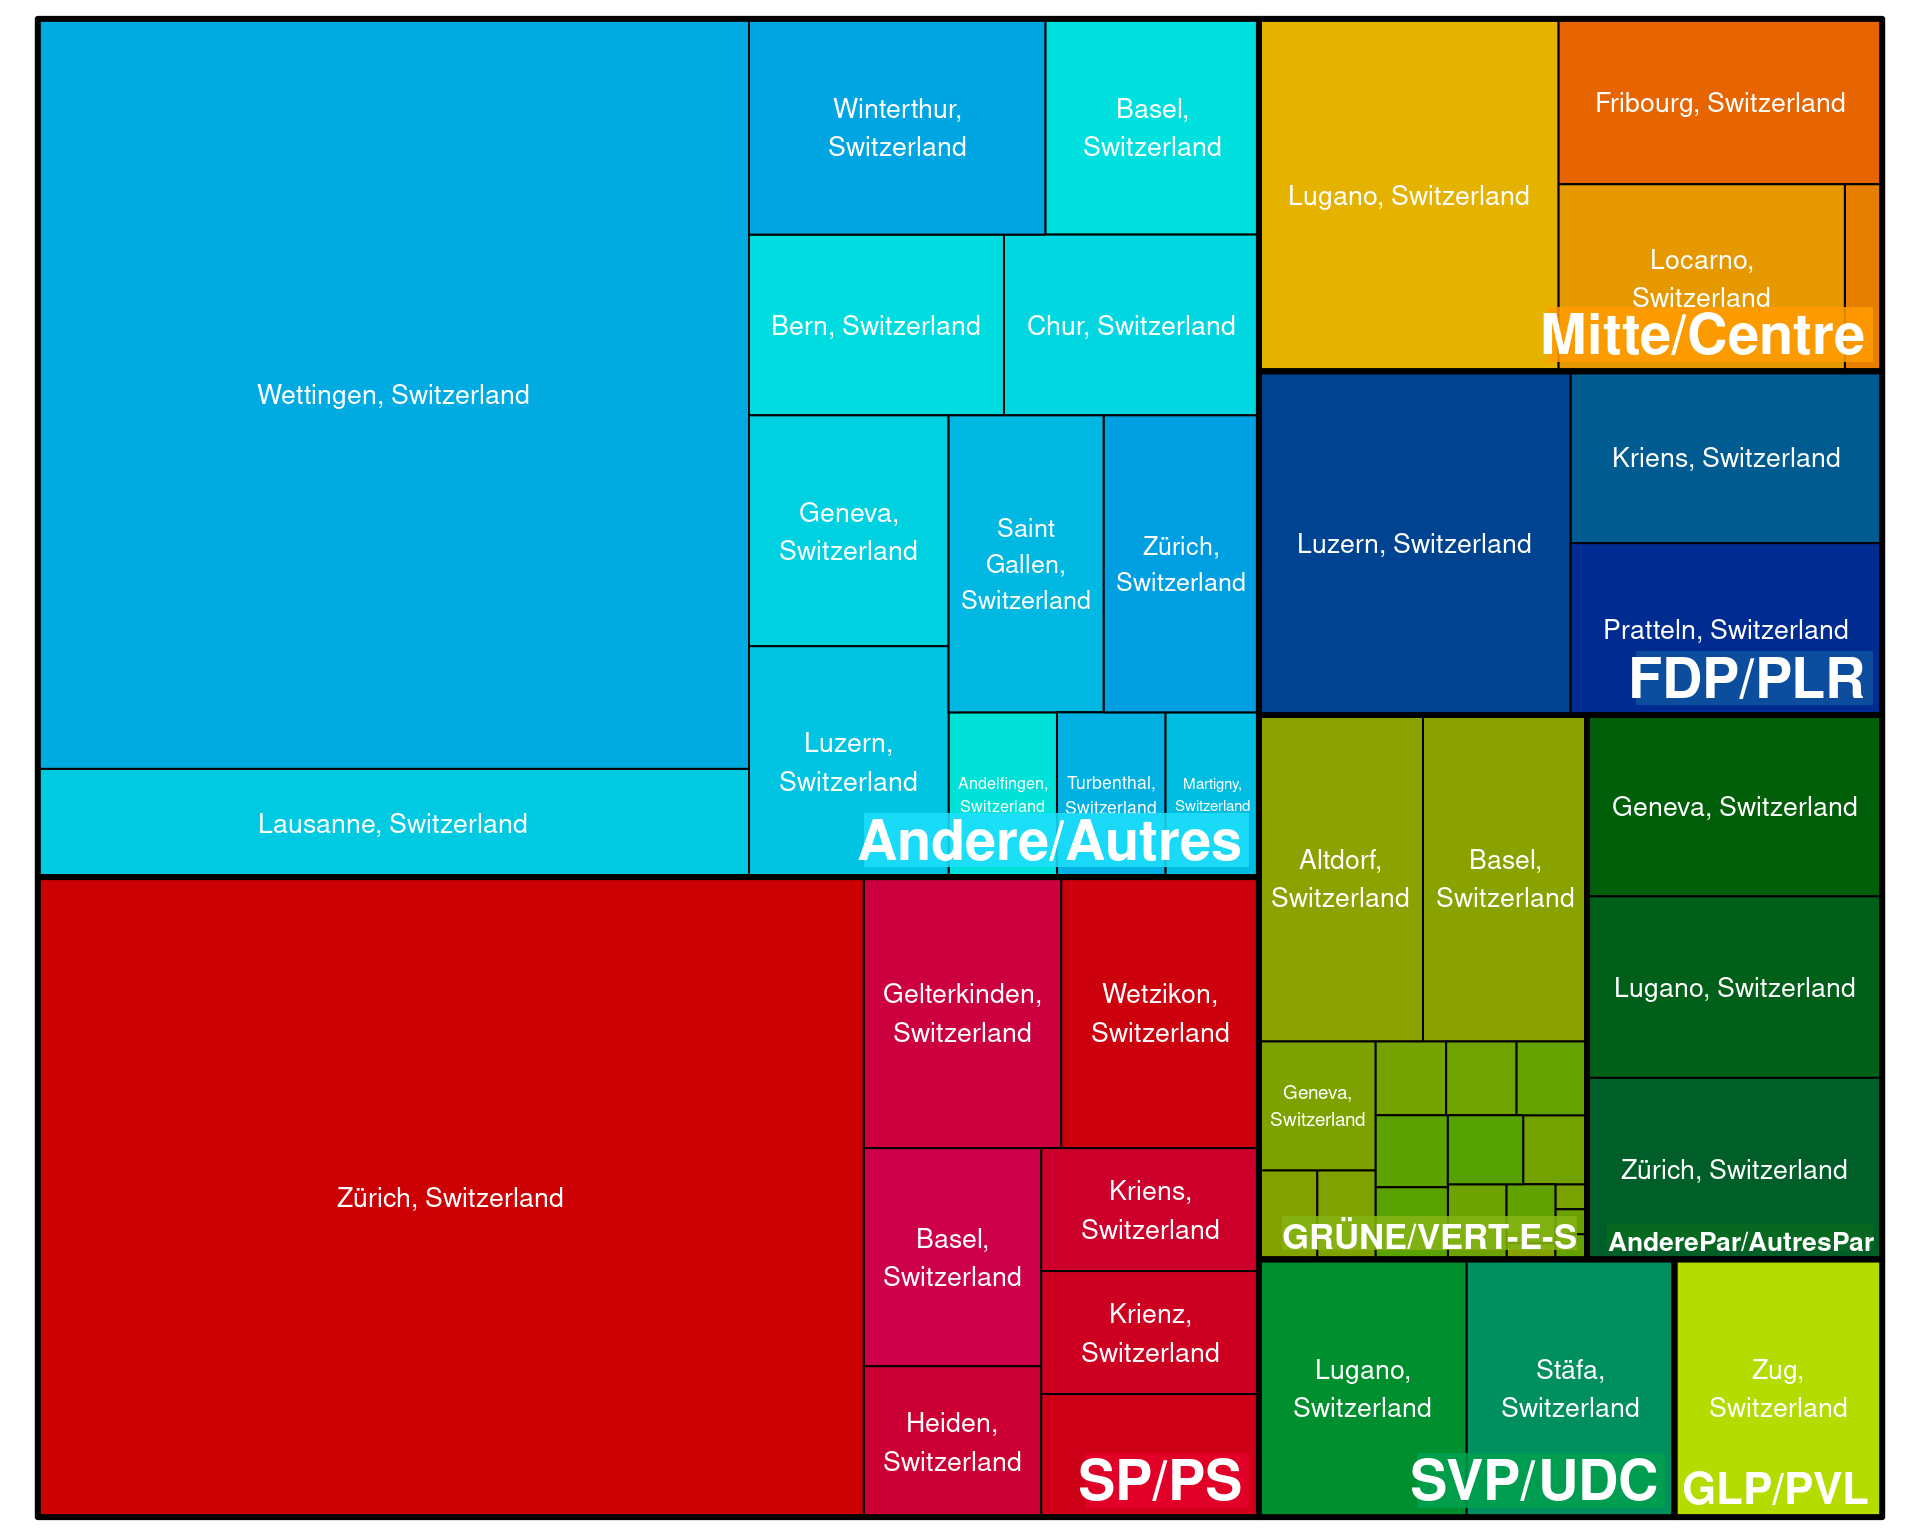 Wettingen, Switzerland
Lausanne, Switzerland
Winterthur,
Switzerland
Basel,
Switzerland
Bern, Switzerland
Chur, Switzerland
Geneva,
Switzerland
Saint
Gallen,
Switzerland
Zürich,
Switzerland
Luzern,
Switzerland
Andelfingen,
Switzerland
Turbenthal,
Switzerland
Martigny,
Switzerland
Andere/Autres
Lugano, Switzerland
Fribourg, Switzerland
Locarno,
Switzerland
Mitte/Centre
Luzern, Switzerland
Kriens, Switzerland
Pratteln, Switzerland
FDP/PLR
Zürich, Switzerland
Gelterkinden,
Switzerland
Wetzikon,
Switzerland
Basel,
Switzerland
Kriens,
Switzerland
Krienz,
Switzerland
Heiden,
Switzerland
SP/PS
Altdorf,
Switzerland
Basel,
Switzerland
Geneva,
Switzerland
GRÜNE/VERT-E-S
Geneva, Switzerland
Lugano, Switzerland
Zürich, Switzerland
AnderePar/AutresPar
Lugano,
Switzerland
Stäfa,
Switzerland
SVP/UDC
Zug,
Switzerland
GLP/PVL